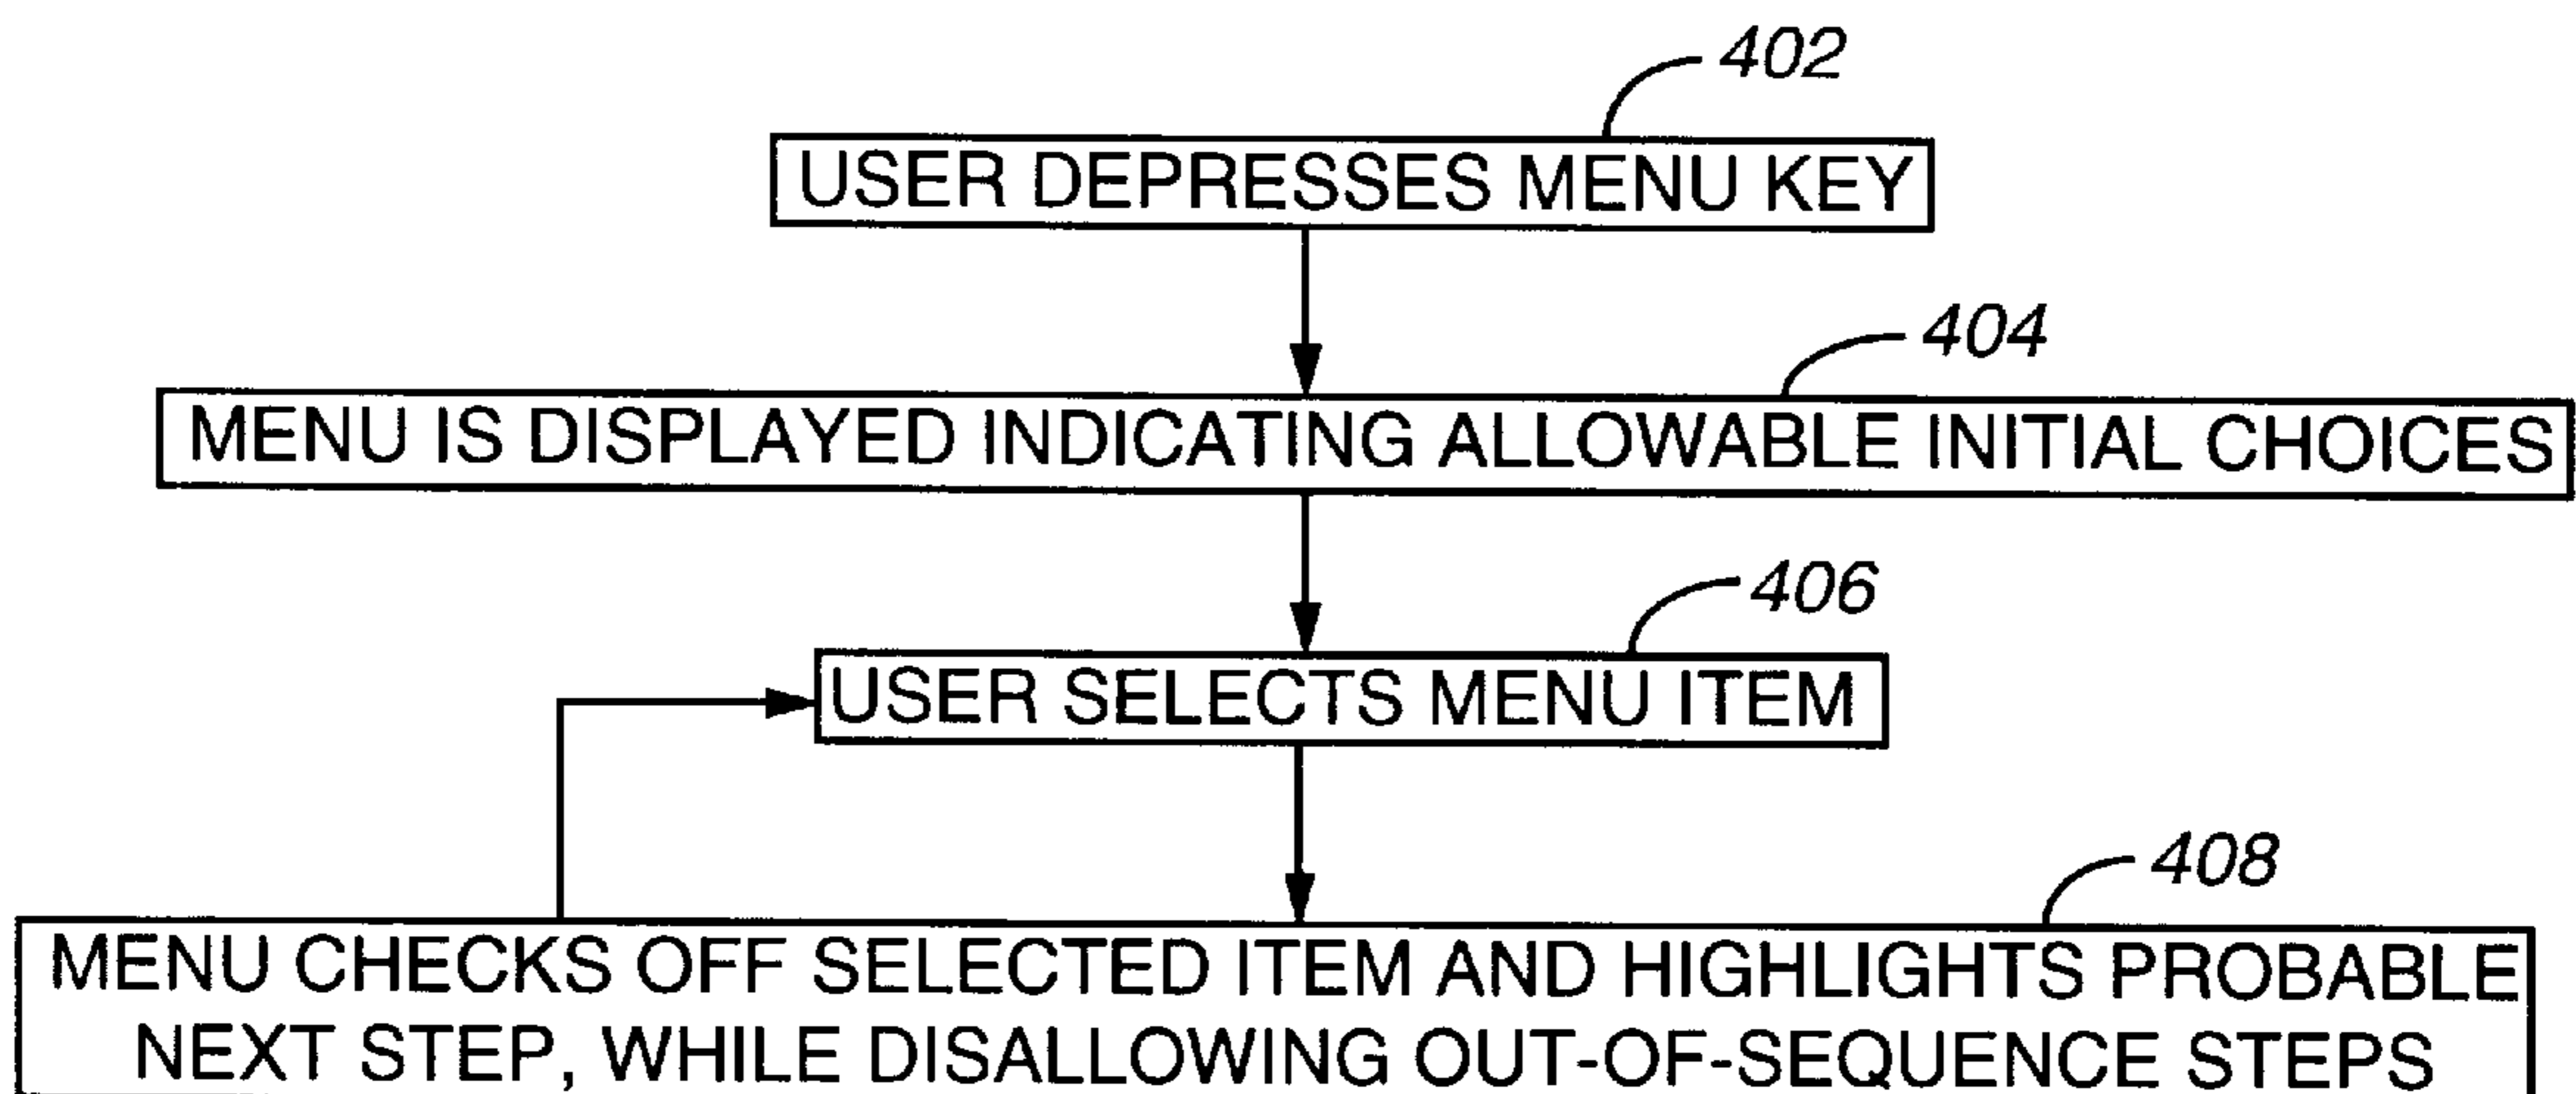 402
USER DEPRESSES MENU KEY
404
MENU IS DISPLAYED INDICATING ALLOWABLE INITIAL CHOICES
406
USER SELECTS MENU ITEM
408
MENU CHECKS OFF SELECTED ITEM AND HIGHLIGHTS PROBABLE
NEXT STEP, WHILE DISALLOWING OUT-OF-SEQUENCE STEPS